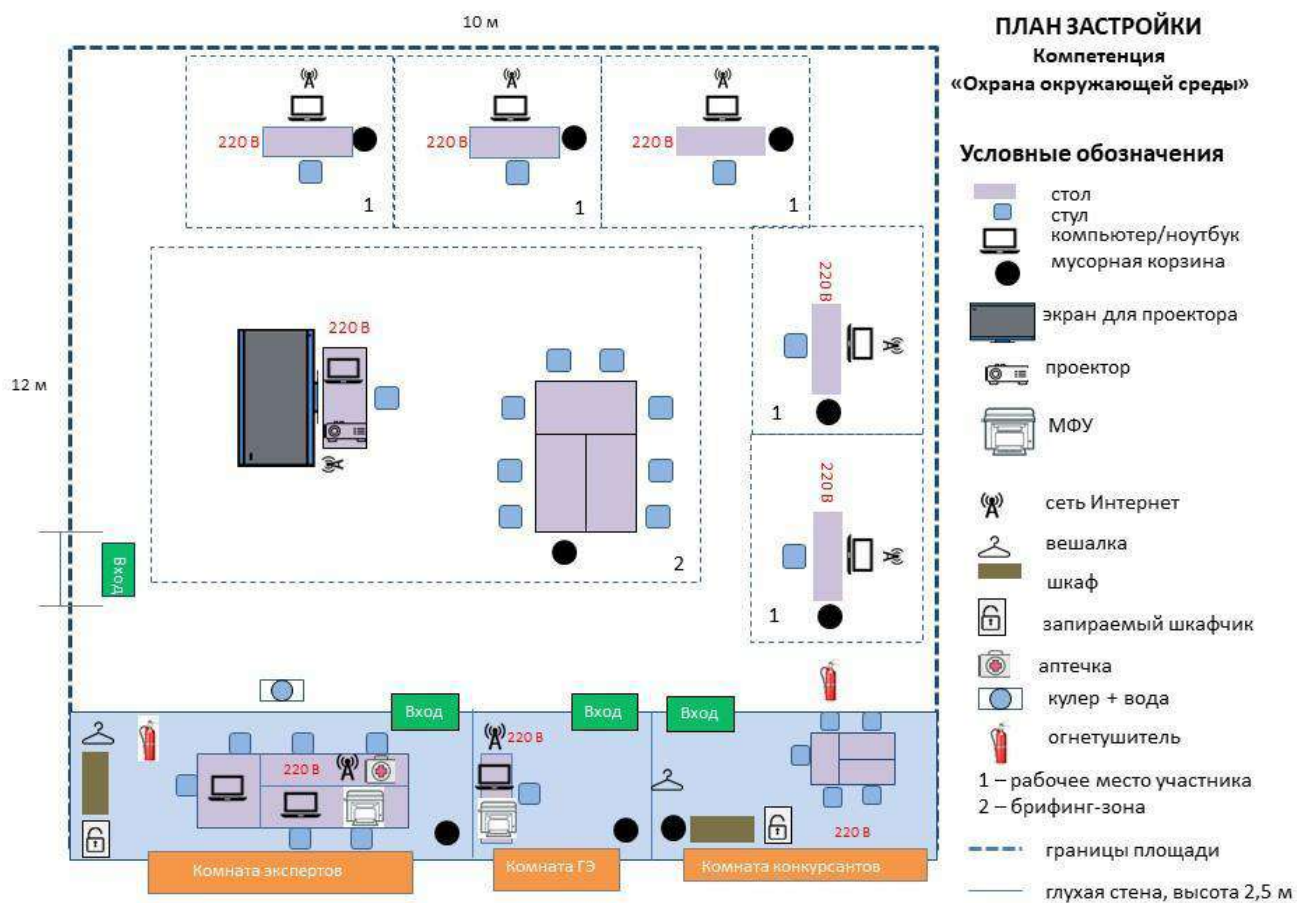 10 м
12 м
220 В
1
220 В
1
220 В
1
220 В
1
220 В
1
220 В
2
Вход
Вход
Вход
Вход
220 В
220 В
220 В
Комната экспертов
Комната ГЭ
Комната конкурсантов
ПЛАН ЗАСТРОЙКИ
Компетенция
«Охрана окружающей среды»
Условные обозначения
стол
стул
компьютер/ноутбук
мусорная корзина
экран для проектора
проектор
МФУ
сеть Интернет
вешалка
шкаф
запираемый шкафчик
аптечка
кулер + вода
огнетушитель
1 – рабочее место участника
2 – брифинг-зона
границы площади
глухая стена, высота 2,5 м